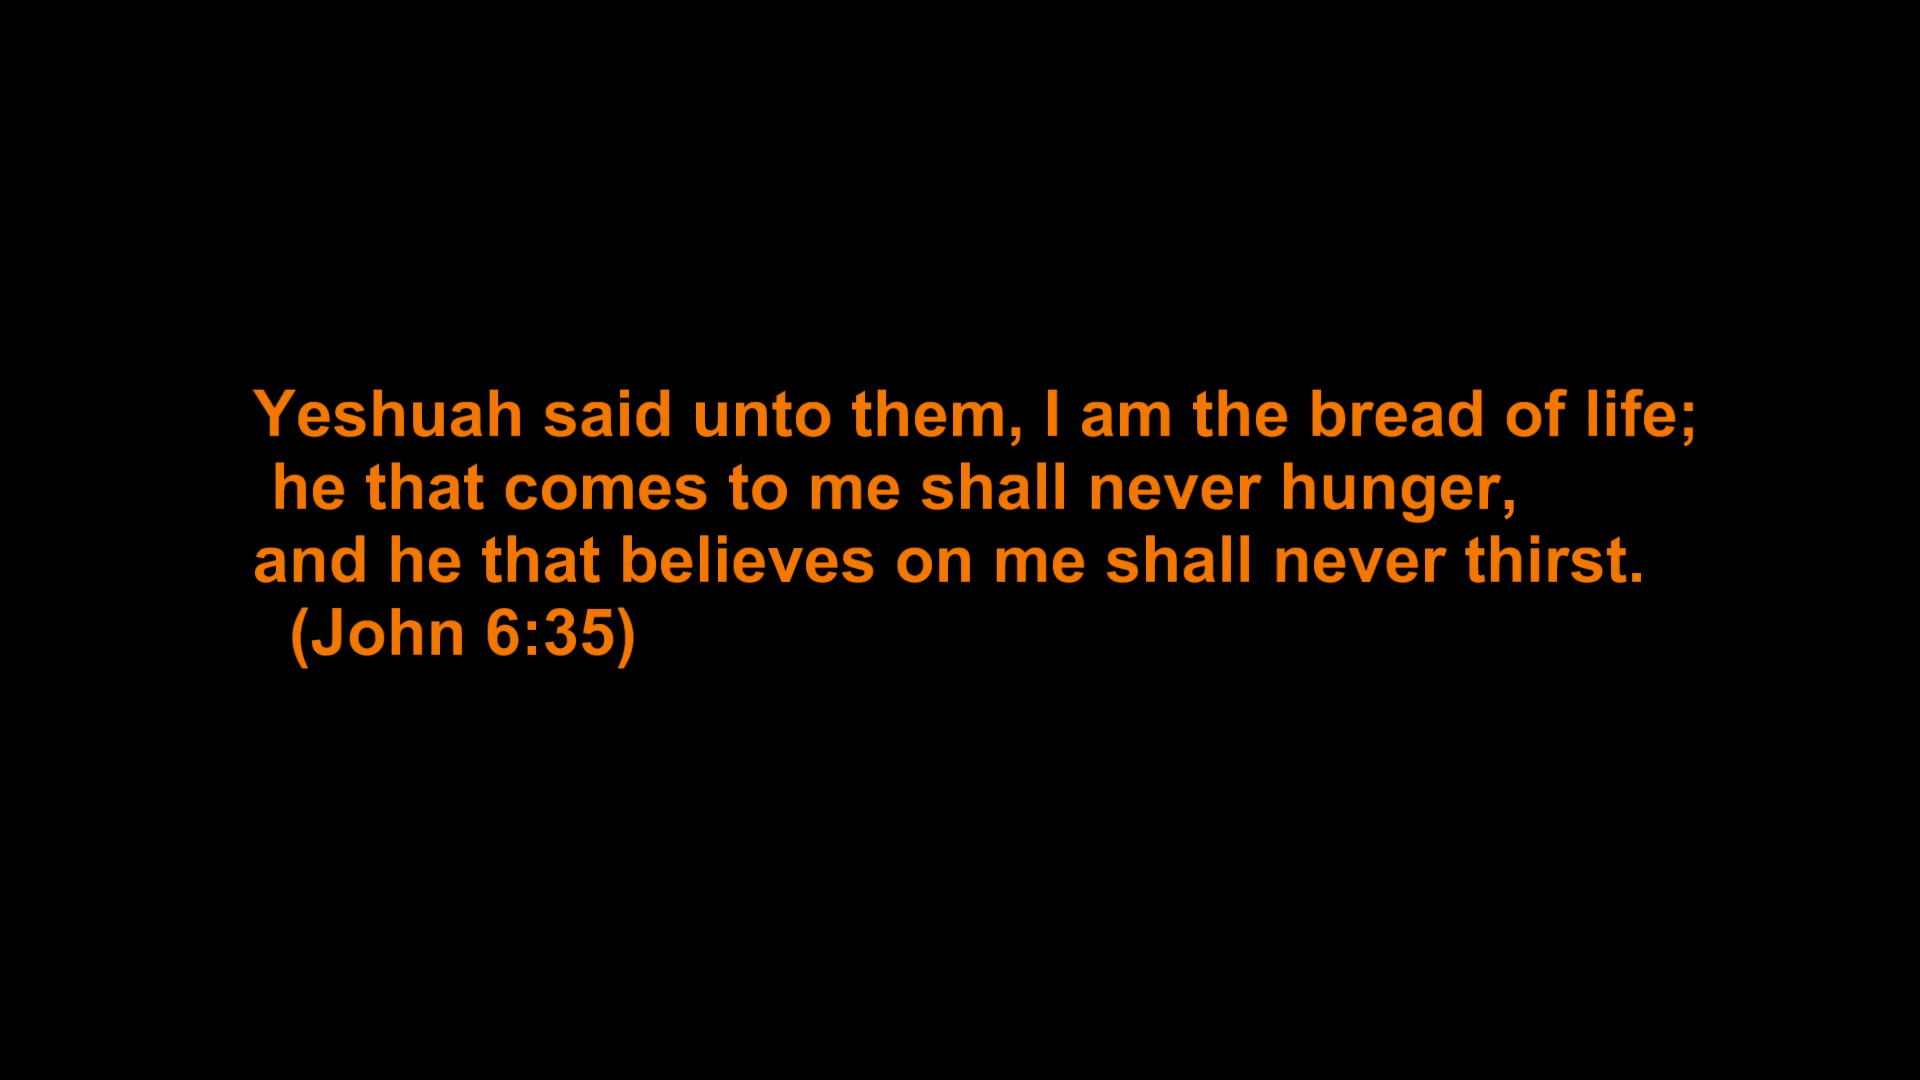 Yeshuah said unto them, I am the bread of life;
he that comes to me shall never hunger,
and he that believes on me shall never thirst.
(John 6:35)